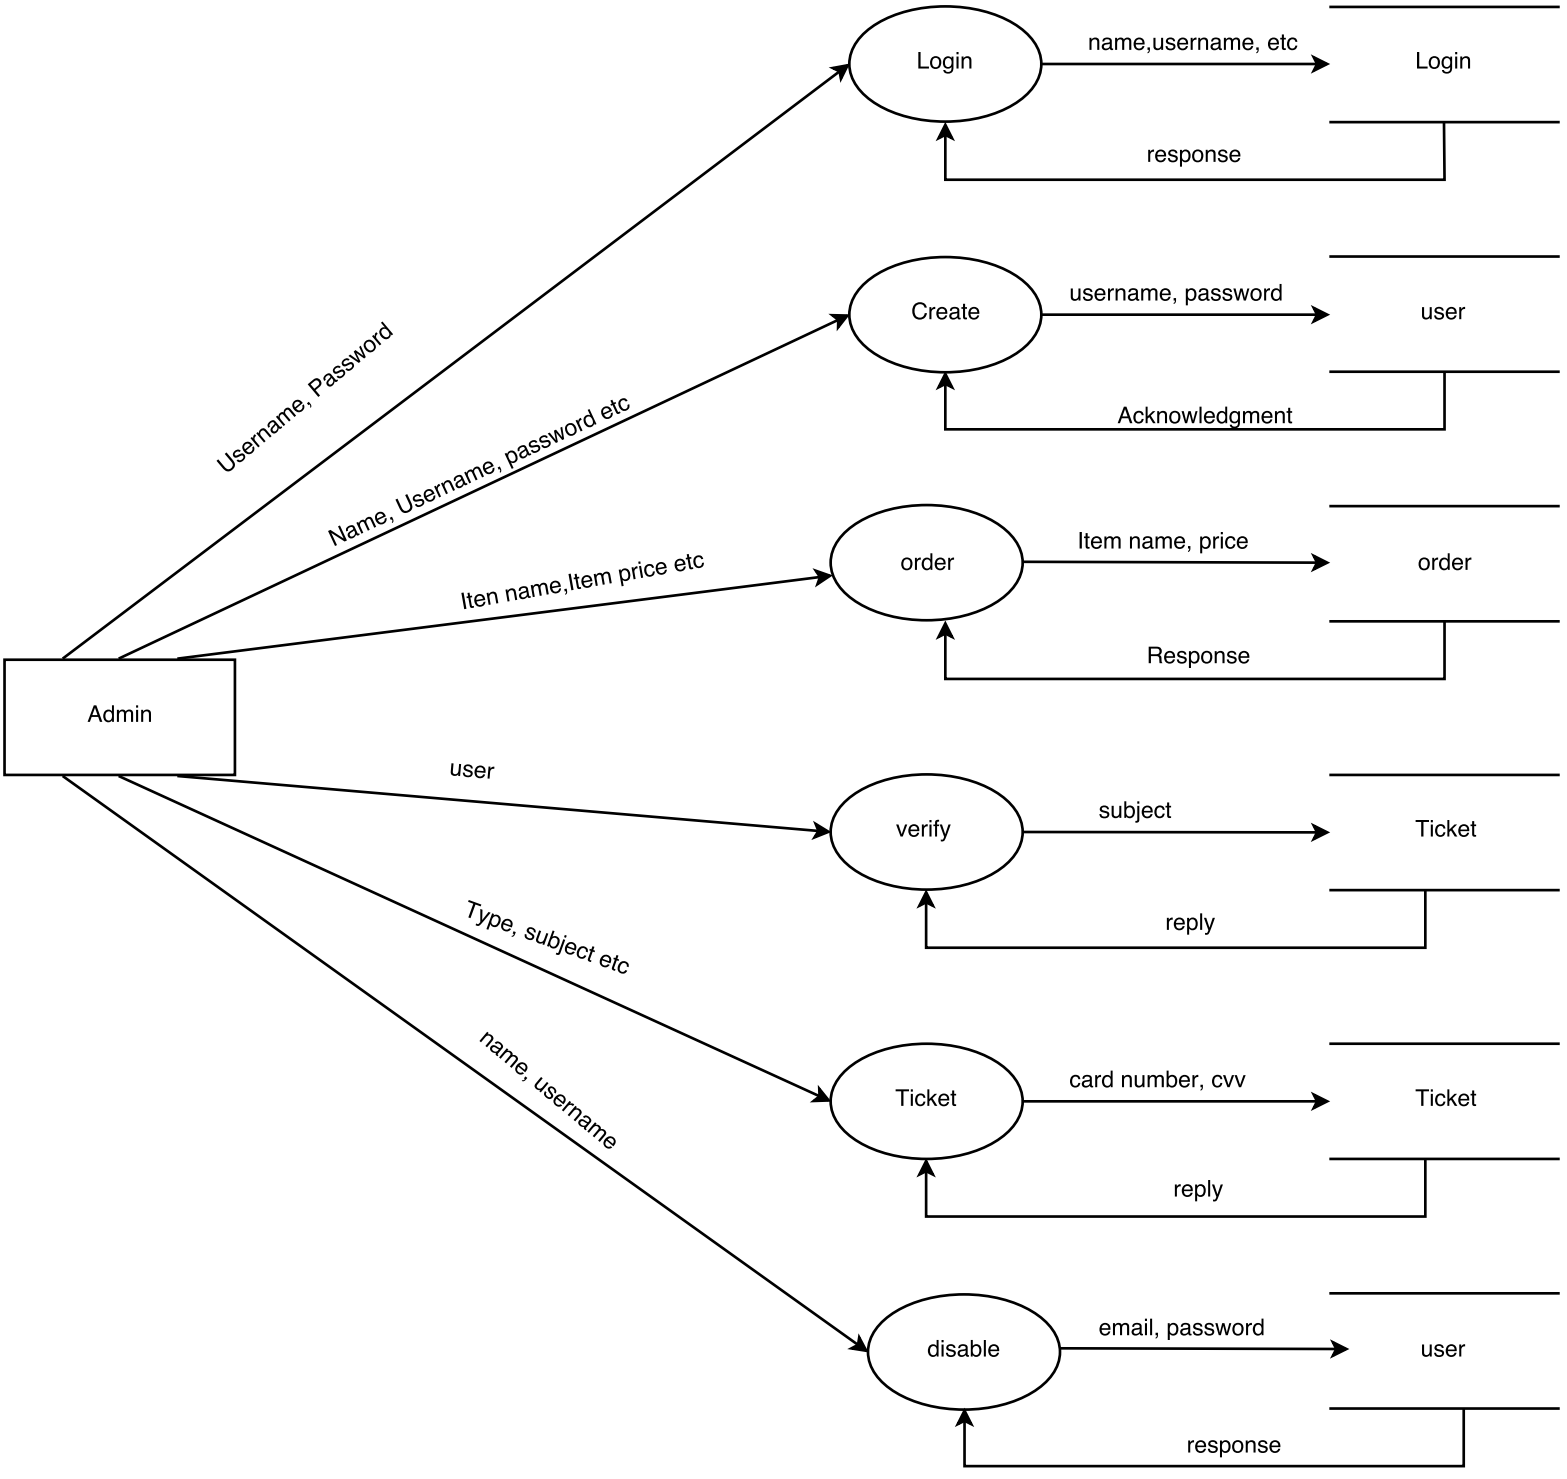 Login
name,username, etc
Login
response
Username, Password
Create
username, password
user
Acknowledgment
Name, Username, password etc
order
Item name, price
order
Response
Iten name,Item price etc
Admin
user
verify
subject
Ticket
reply
Type, subject etc
Ticket
card number, cvv
Ticket
reply
name, username
disable
email, password
user
response